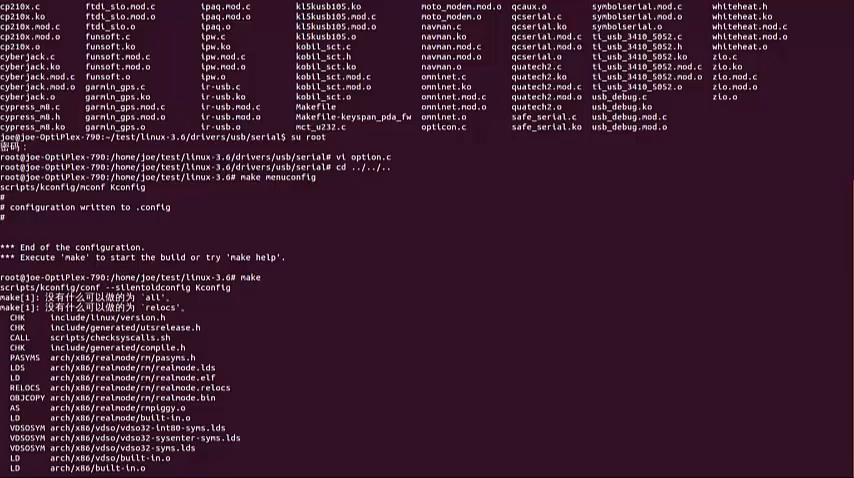 cp210x.c ftdi_sio.mod.c ipaq.mod.c kl5kusb105.ko moto_modem.mod.o qcaux.o symbolserial.mod.c whiteheat.h
cp210x.ko ftdi_sio.mod.o ipaq.mod.o kl5kusb105.mod.c moto_modem.o qcserial.c symbolserial.mod.o whiteheat.ko
cp210x.mod.c ftdi_sio.o ipaq.o kl5kusb105.mod.o navman.c qcserial.ko symbolserial.o whiteheat.mod.c
cp210x.mod.o funsoft.c ipw.c kl5kusb105.o navman.ko qcserial.mod.c ti_usb_3410_5052.c whiteheat.mod.o
cp210x.o funsoft.ko ipw.ko kobil_sct.c navman.mod.c qcserial.mod.o ti_usb_3410_5052.h whiteheat.o
cyberjack.c funsoft.mod.c ipw.mod.c kobil_sct.h navman.mod.o qcserial.o ti_usb_3410_5052.ko zio.c
cyberjack.ko funsoft.mod.o ipw.mod.o kobil_sct.ko navman.o quatech2.c ti_usb_3410_5052.mod.c zio.ko
cyberjack.mod.c funsoft.o ipw.o kobil_sct.mod.c omninet.c quatech2.ko ti_usb_3410_5052.mod.o zio.mod.c
cyberjack.mod.o garmin_gps.c ir-usb.c kobil_sct.mod.o omninet.ko quatech2.mod.c ti_usb_3410_5052.o zio.mod.o
cyberjack.o garmin_gps.ko ir-usb.ko kobil_sct.o omninet.mod.c quatech2.mod.o usb_debug.c zio.o
cypress_m8.c garmin_gps.mod.c ir-usb.mod.c Makefile omninet.mod.o quatech2.o usb_debug.ko
cypress_m8.h garmin_gps.mod.o ir-usb.mod.o Makefile-keyspan_pda_fw omninet.o safe_serial.c usb_debug.mod.c
cypress_m8.ko garmin_gps.o ir-usb.o mct_u232.c opticon.c safe_serial.ko usb_debug.mod.o
joe@joe-OptiPlex-790:~/test/linux-3.6/drivers/usb/serial$ su root
密码：
root@joe-OptiPlex-790:/home/joe/test/linux-3.6/drivers/usb/serial# vi option.c
root@joe-OptiPlex-790:/home/joe/test/linux-3.6/drivers/usb/serial# cd ../../..
root@joe-OptiPlex-790:/home/joe/test/linux-3.6# make menuconfig
scripts/kconfig/mconf Kconfig
#
# configuration written to .config
#
*** End of the configuration.
*** Execute 'make' to start the build or try 'make help'.
root@joe-OptiPlex-790:/home/joe/test/linux-3.6# make
scripts/kconfig/conf --silentoldconfig Kconfig
make[1]: 没有什么可以做的为 `all'。
make[1]: 没有什么可以做的为 `relocs'。
CHK include/linux/version.h
CHK include/generated/utsrelease.h
CALL scripts/checksyscalls.sh
CHK include/generated/compile.h
PASYMS arch/x86/realmode/rm/pasyms.h
LDS arch/x86/realmode/rm/realmode.lds
LD arch/x86/realmode/rm/realmode.elf
RELOCS arch/x86/realmode/rm/realmode.relocs
OBJCOPY arch/x86/realmode/rm/realmode.bin
AS arch/x86/realmode/rmpiggy.o
LD arch/x86/realmode/built-in.o
VDSOSYM arch/x86/vdso/vdso32-int80-syms.lds
VDSOSYM arch/x86/vdso/vdso32-sysenter-syms.lds
VDSOSYM arch/x86/vdso/vdso32-syms.lds
LD arch/x86/vdso/built-in.o
LD arch/x86/built-in.o